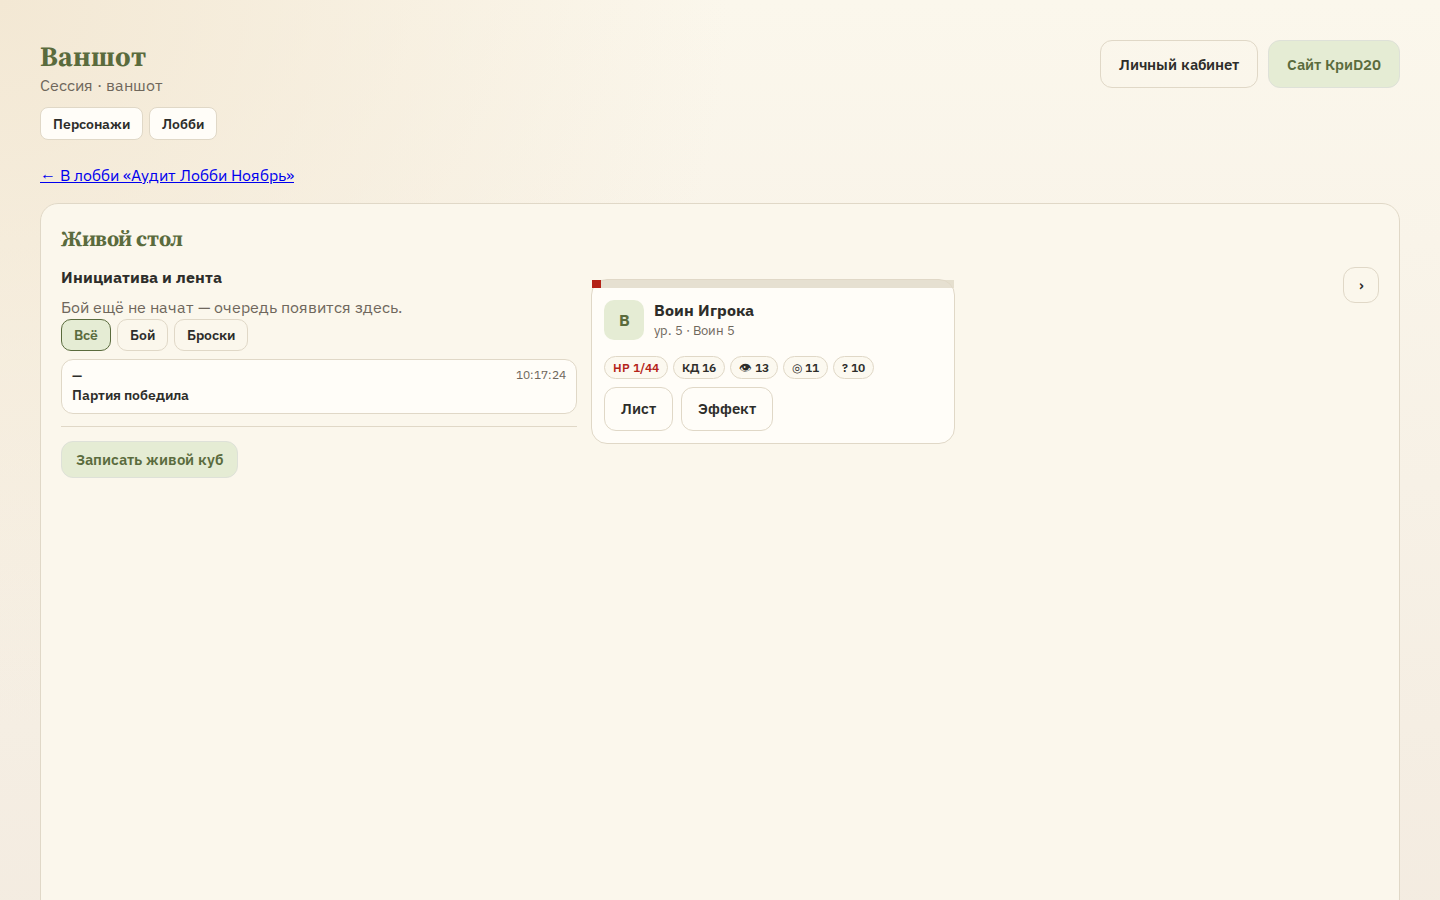 Ваншот
Сессия · ваншот
Персонажи Лобби
Личный кабинет Сайт КриD20
← В лобби «Аудит Лобби Ноябрь»
Живой стол
Инициатива и лента
Бой ещё не начат — очередь появится здесь.
Всё Бой Броски
— 10:17:24
Партия победила
Записать живой куб
В
Воин Игрока
ур. 5 · Воин 5
HP 1/44 КД 16 👁 13 ◎ 11 ? 10
Лист Эффект
›